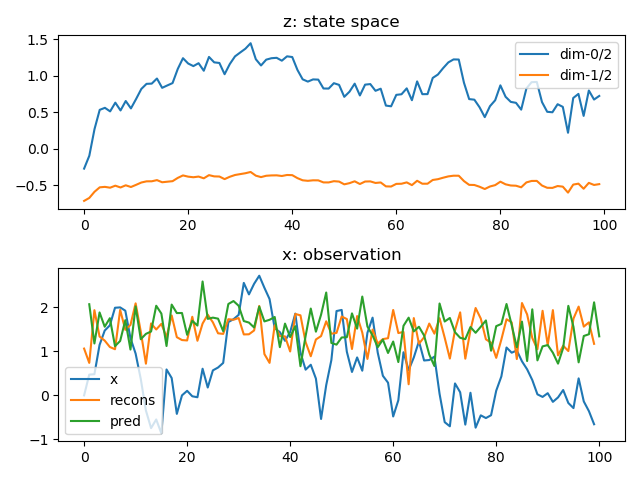 z: state space
1.5
1.0
0.5
0.0
−0.5
dim-0/2
dim-1/2
0 20 40 60 80 100
x: observation
2
1
0
−1
x
recons
pred
0 20 40 60 80 100